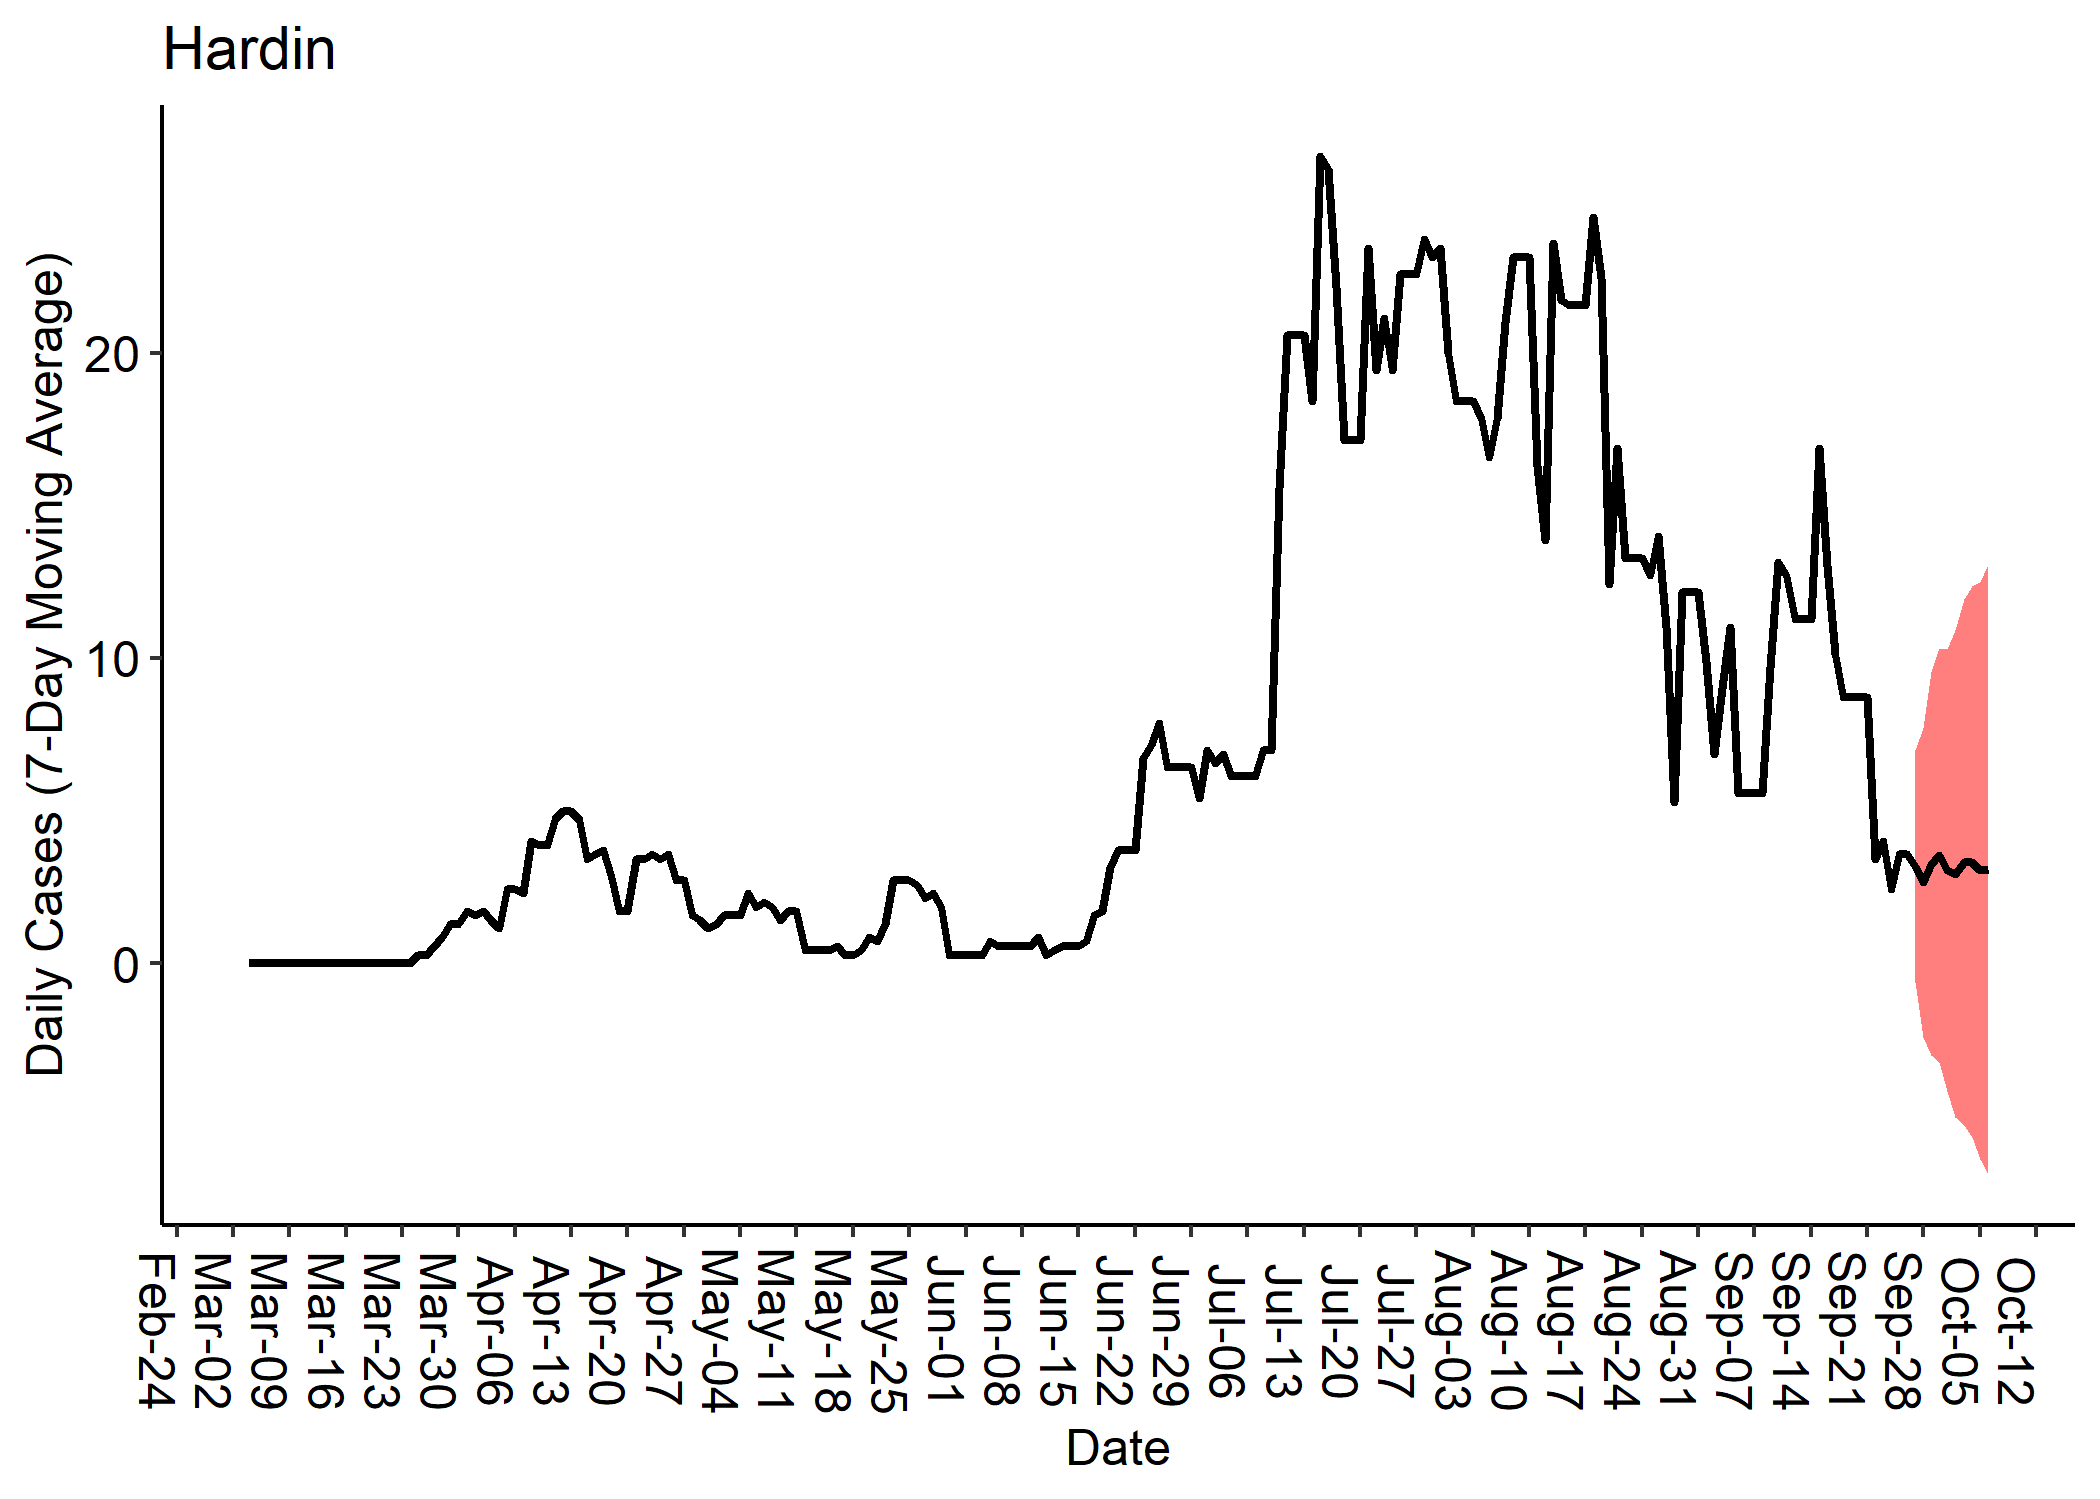 Hardin
Daily Cases (7-Day Moving Average)
20
10
0
Feb-24
Mar-02
Mar-09
Mar-16
Mar-23
Mar-30
Apr-06
Apr-13
Apr-20
Apr-27
May-04
May-11
May-18
May-25
Jun-01
Jun-08
Jun-15
Jun-22
Jun-29
Jul-06
Jul-13
Jul-20
Jul-27
Aug-03
Aug-10
Aug-17
Aug-24
Aug-31
Sep-07
Sep-14
Sep-21
Sep-28
Oct-05
Oct-12
Date